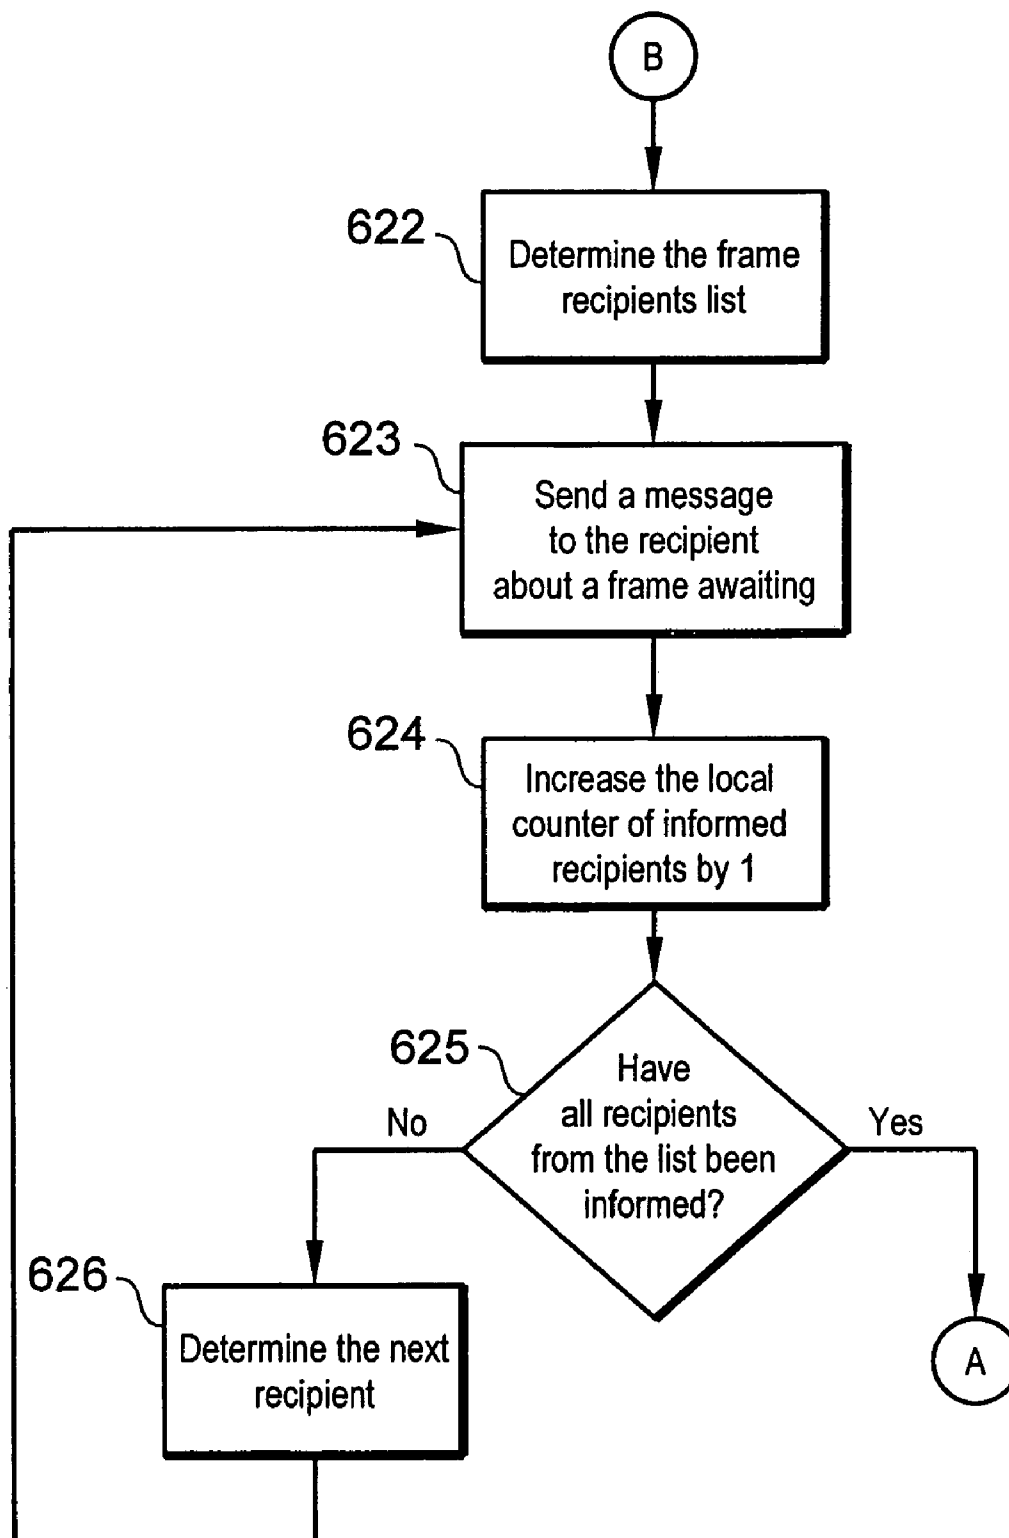 B
622
Determine the frame
recipients list
623
Send a message
to the recipient
about a frame awaiting
624
Increase the local
counter of informed
recipients by 1
625
Have
all recipients
from the list been
informed?
No
Yes
626
Determine the next
recipient
A